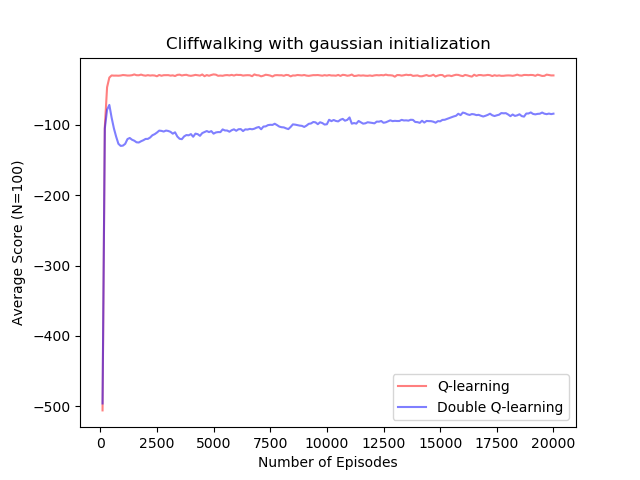 Cliffwalking with gaussian initialization
Average Score (N=100)
−100
−200
−300
−400
−500
0 2500 5000 7500 10000 12500 15000 17500 20000
Number of Episodes
Q-learning
Double Q-learning